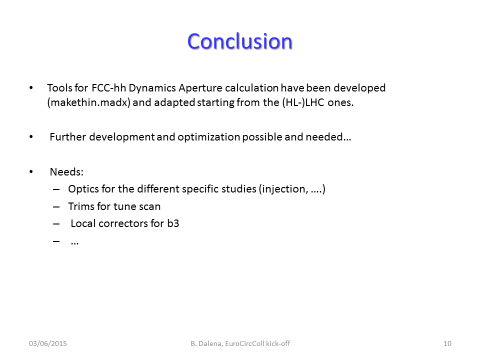 Conclusion
• Tools for FCC-hh Dynamics Aperture calculation have been developed
(makethin.madx) and adapted starting from the (HL-)LHC ones.
• Further development and optimization possible and needed...
• Needs:
– Optics for the different specific studies (injection, ....)
– Trims for tune scan
– Local correctors for b3
– ...
03/06/2015 B. Dalena, EuroCircColl kick-off 10